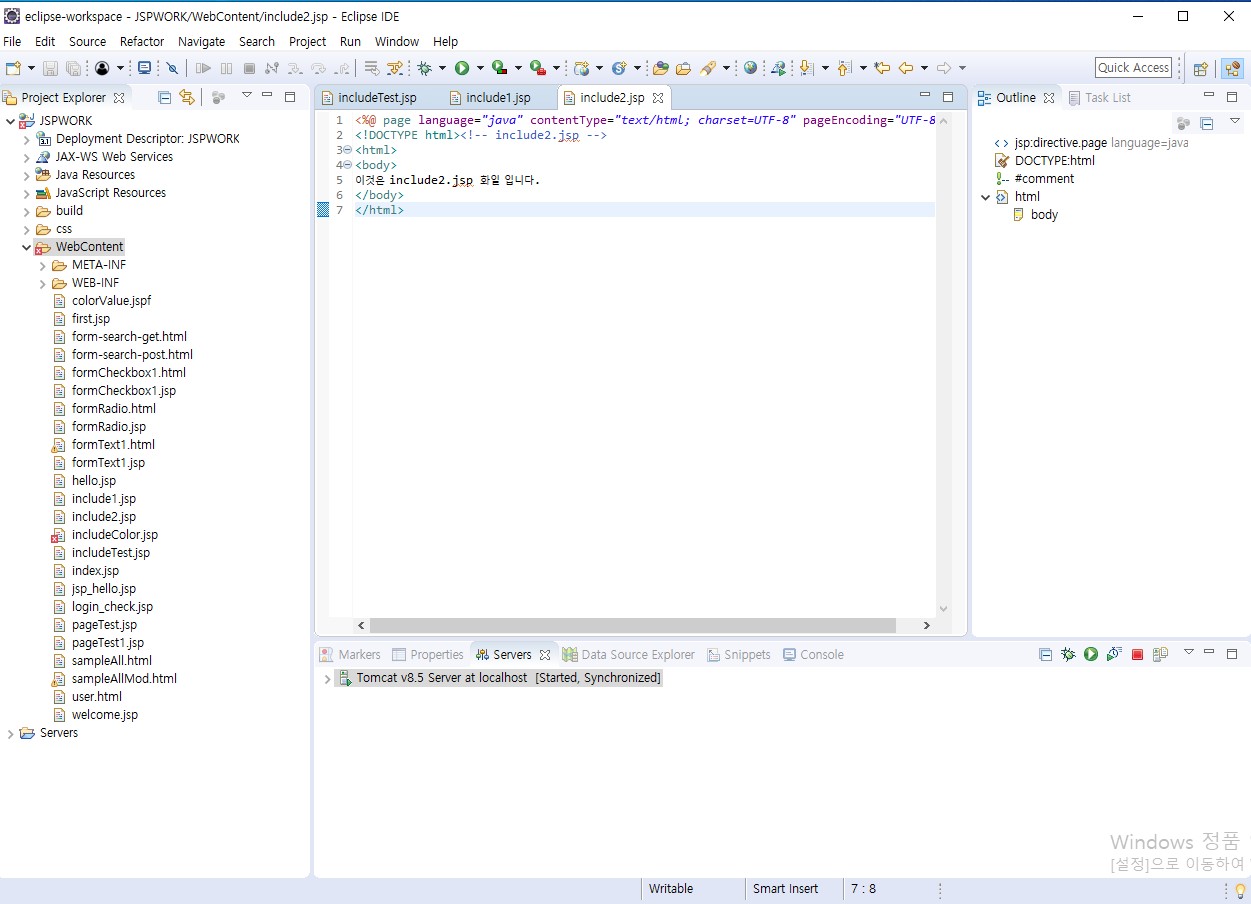 eclipse-workspace - JSPWORK/WebContent/include2.jsp - Eclipse IDE
File Edit Source Refactor Navigate Search Project Run Window Help
Quick Access
Project Explorer
JSPWORK
Deployment Descriptor: JSPWORK
JAX-WS Web Services
Java Resources
JavaScript Resources
build
css
WebContent
META-INF
WEB-INF
colorValue.jspf
first.jsp
form-search-get.html
form-search-post.html
formCheckbox1.html
formCheckbox1.jsp
formRadio.html
formRadio.jsp
formText1.html
formText1.jsp
hello.jsp
include1.jsp
include2.jsp
includeColor.jsp
includeTest.jsp
index.jsp
jsp_hello.jsp
login_check.jsp
pageTest.jsp
pageTest1.jsp
sampleAll.html
sampleAllMod.html
user.html
welcome.jsp
Servers
includeTest.jsp include1.jsp include2.jsp
1 <%@ page language="java" contentType="text/html; charset=UTF-8" pageEncoding="UTF-8
2 <!DOCTYPE html><!-- include2.jsp -->
3 <html>
4 <body>
5 이것은 include2.jsp 화일 입니다.
6 </body>
7 </html>
Outline Task List
jsp:directive.page language=java
DOCTYPE:html
#comment
html
body
Markers Properties Servers Data Source Explorer Snippets Console
Tomcat v8.5 Server at localhost [Started, Synchronized]
Windows 정품
[설정]으로 이동하여
Writable Smart Insert 7 : 8